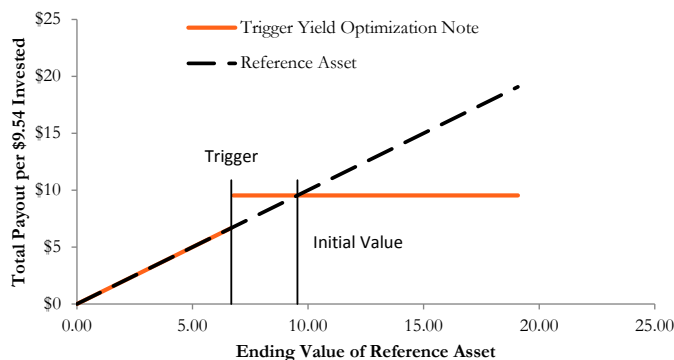 $25
$20
$15
$10
$5
$0
Total Payout per $9.54 Invested
Trigger Yield Optimization Note
Reference Asset
Trigger
Initial Value
0.00 5.00 10.00 15.00 20.00 25.00
Ending Value of Reference Asset